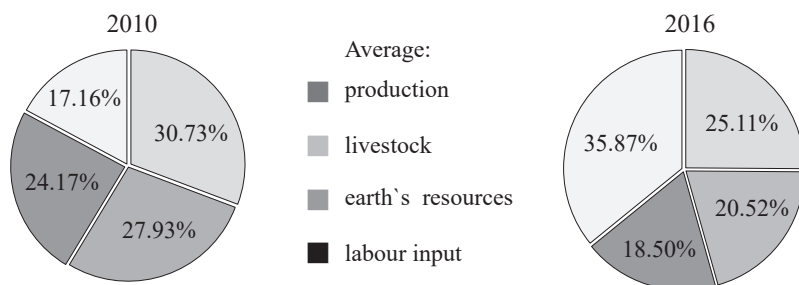 2010
17.16%
30.73%
24.17%
27.93%
Average:
production
livestock
earth`s resources
labour input
2016
35.87%
25.11%
20.52%
18.50%